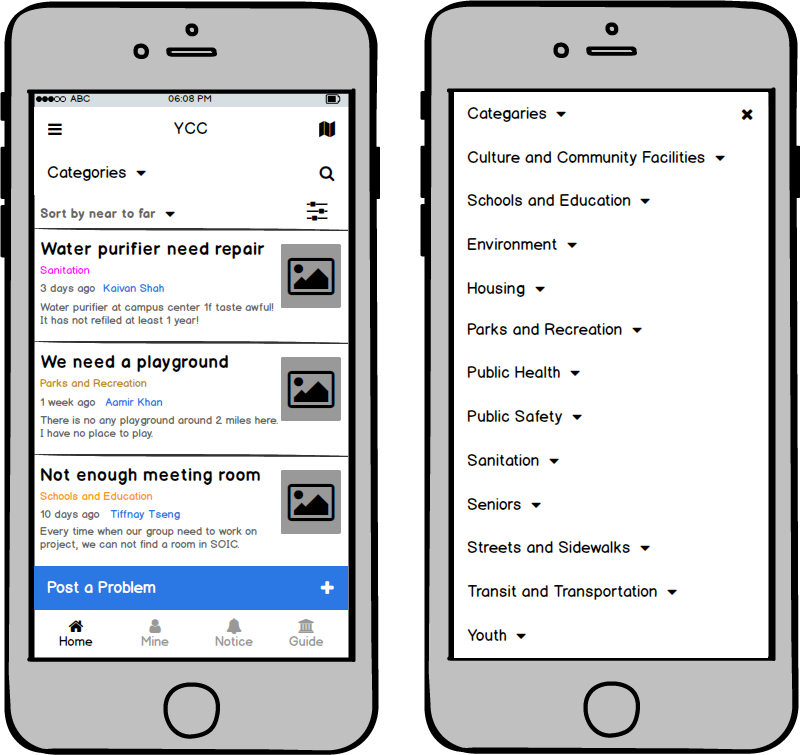 ABC 06:08 PM
YCC
Categories
Sort by near to far
Water purifier need repair
Sanitation
3 days ago Kaivan Shah
Water purifier at campus center 1f taste awful!
It has not refiled at least 1 year!
We need a playground
Parks and Recreation
1 week ago Aamir Khan
There is no any playground around 2 miles here.
I have no place to play.
Not enough meeting room
Schools and Education
10 days ago Tiffnay Tseng
Every time when our group need to work on
project, we can not find a room in SOIC.
Post a Problem
Home Mine Notice Guide
Categaries
Culture and Community Facilities
Schools and Education
Environment
Housing
Parks and Recreation
Public Health
Public Safety
Sanitation
Seniors
Streets and Sidewalks
Transit and Transportation
Youth